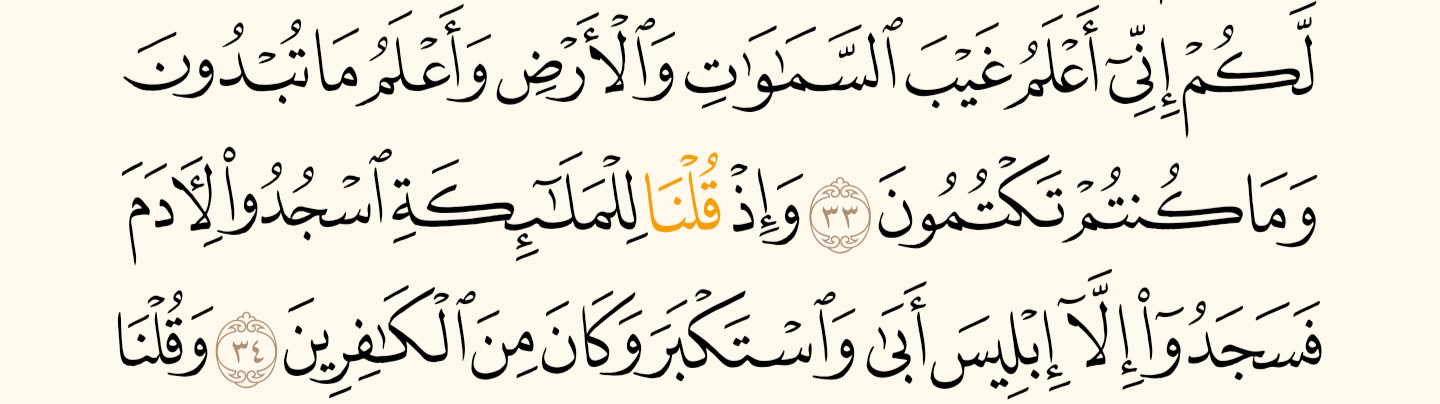 لَّكُمْ إِنِّىٓ أَعْلَمُ غَيْبَ ٱلسَّمَـٰوَٰتِ وَٱلْأَرْضِ وَأَعْلَمُ مَا تُبْدُونَ
وَمَا كُنتُمْ تَكْتُمُونَ ٣٣ وَإِذْ قُلْنَا لِلْمَلَـٰٓئِكَةِ ٱسْجُدُوا۟ لِـَٔادَمَ
فَسَجَدُوٓا۟ إِلَّآ إِبْلِيسَ أَبَىٰ وَٱسْتَكْبَرَ وَكَانَ مِنَ ٱلْكَـٰفِرِينَ ٣٤ وَقُلْنَا